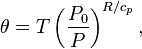 θ = T (P₀/P)^{R/c_p} ,